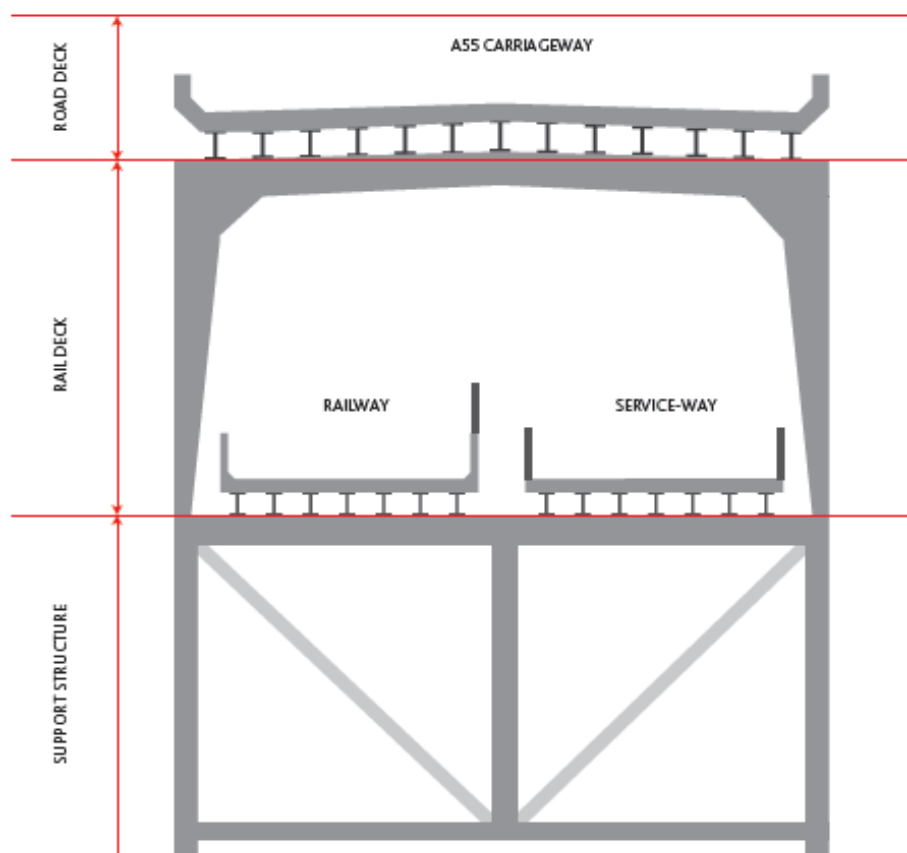 A55 CARRIAGEWAY
ROAD DECK
RAIL DECK
RAILWAY
SERVICE-WAY
SUPPORT STRUCTURE